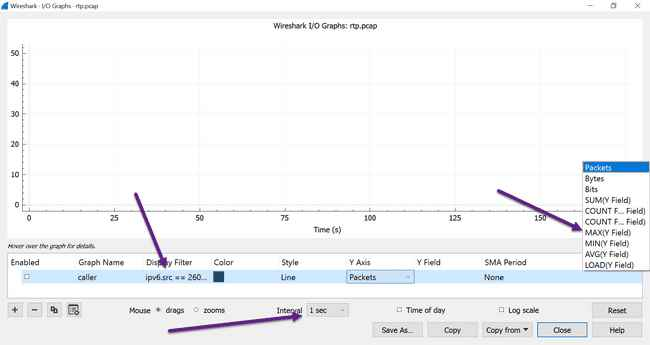 Wireshark · I/O Graphs · rtp.pcap
Wireshark I/O Graphs: rtp.pcap
50
40
30
20
10
0
0 25 50 75 100 125 150
Time (s)
Packets
Bytes
Bits
SUM(Y Field)
COUNT F... Field)
COUNT F... Field)
MAX(Y Field)
MIN(Y Field)
AVG(Y Field)
LOAD(Y Field)
Hover over the graph for details.
Enabled Graph Name Display Filter Color Style Y Axis Y Field SMA Period
caller ipv6.src == 260... Line Packets None
Mouse drags zooms Interval 1 sec Time of day Log scale Reset
Save As... Copy Copy from Close Help